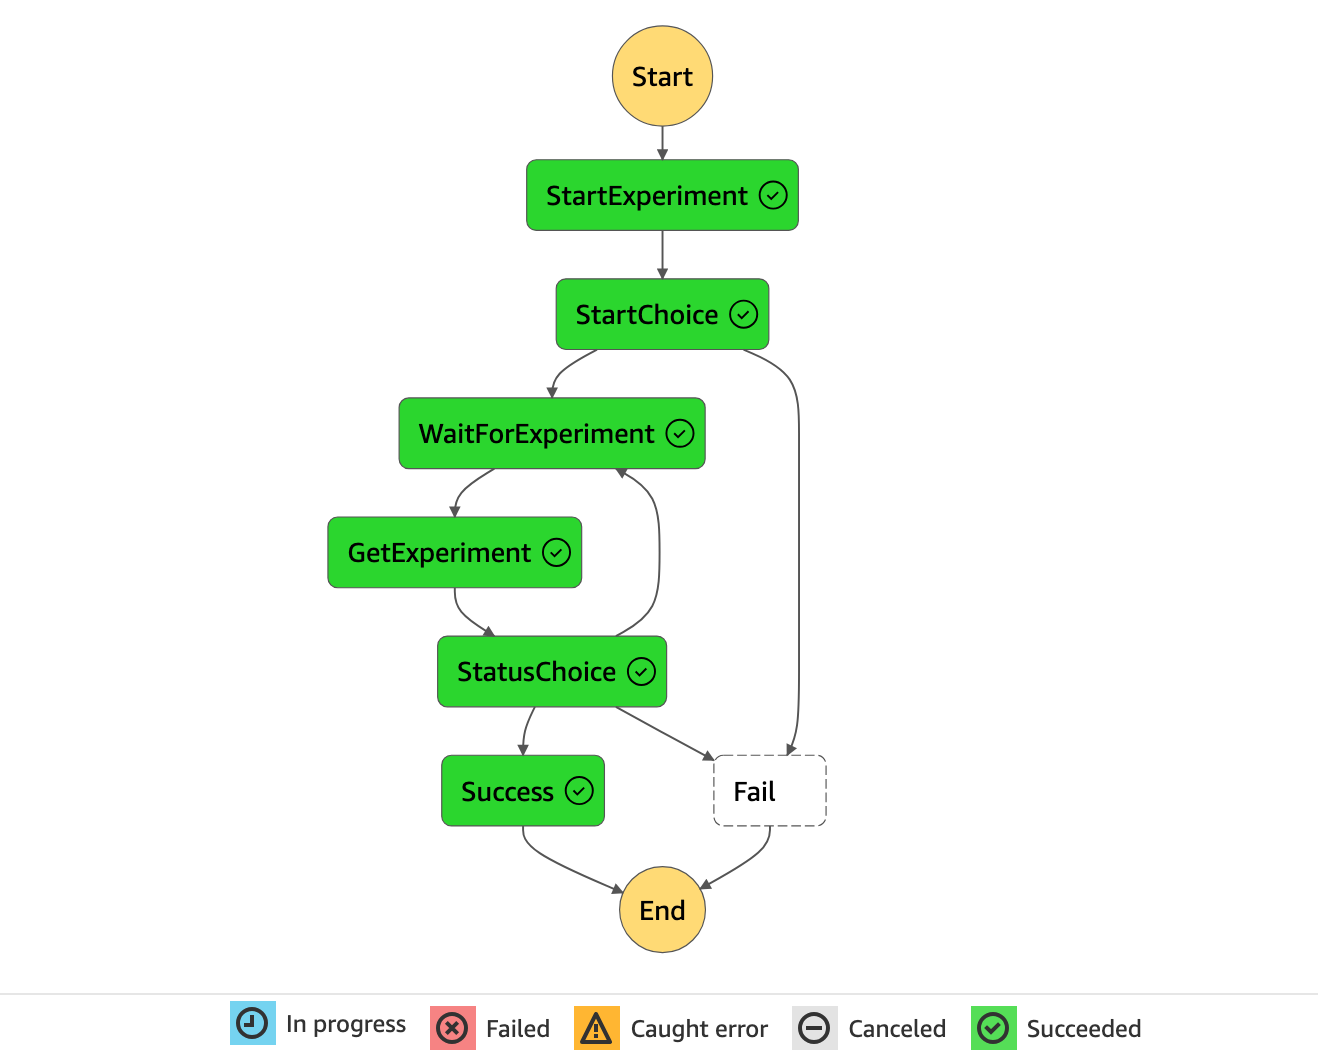 Start
StartExperiment
StartChoice
WaitForExperiment
GetExperiment
StatusChoice
Success
Fail
End
In progress
Failed
Caught error
Canceled
Succeeded